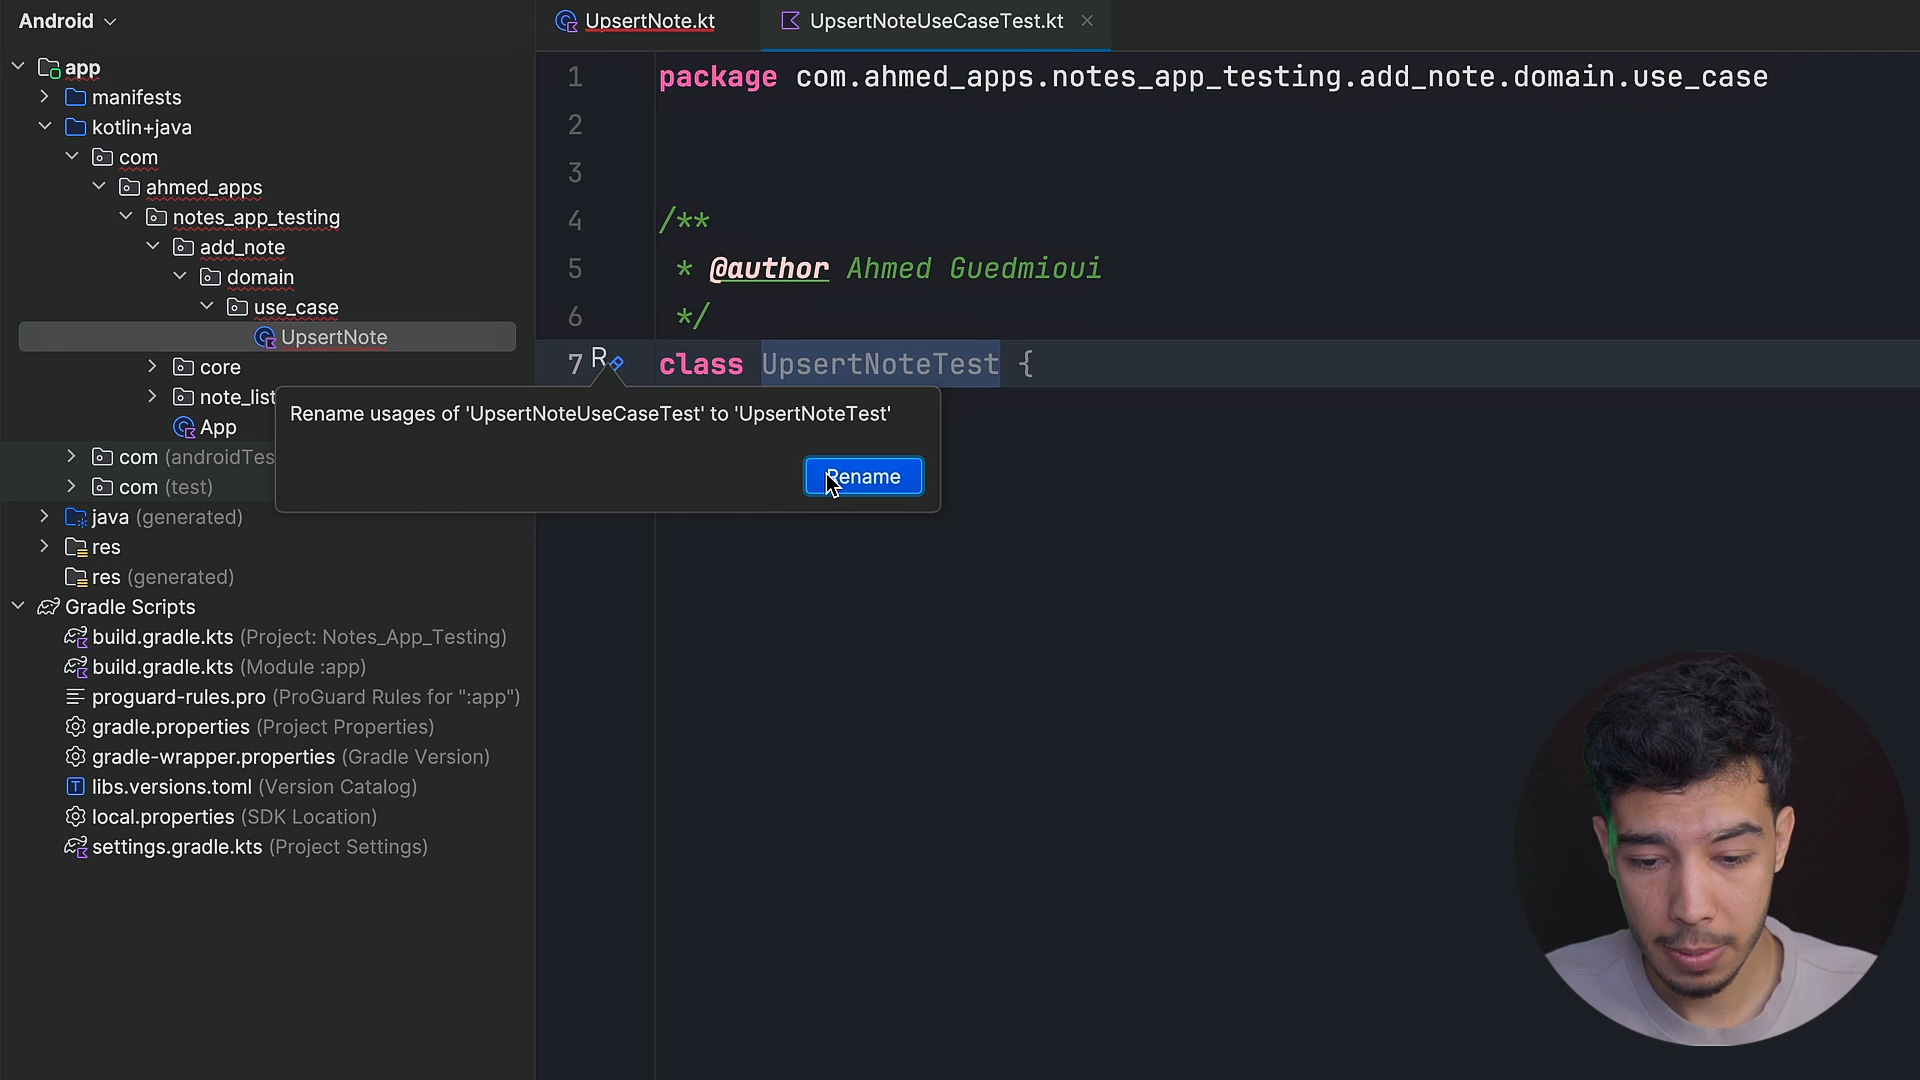 Android
app
manifests
kotlin+java
com
ahmed_apps
notes_app_testing
add_note
domain
use_case
UpsertNote
core
note_list
App
com (androidTes
com (test)
java (generated)
res
res (generated)
Gradle Scripts
build.gradle.kts (Project: Notes_App_Testing)
build.gradle.kts (Module :app)
proguard-rules.pro (ProGuard Rules for ":app")
gradle.properties (Project Properties)
gradle-wrapper.properties (Gradle Version)
libs.versions.toml (Version Catalog)
local.properties (SDK Location)
settings.gradle.kts (Project Settings)
UpsertNote.kt
UpsertNoteUseCaseTest.kt
1 package com.ahmed_apps.notes_app_testing.add_note.domain.use_case
2
3
4 /**
5 * @author Ahmed Guedmioui
6 */
7 R class UpsertNoteTest {
Rename usages of 'UpsertNoteUseCaseTest' to 'UpsertNoteTest'
Rename